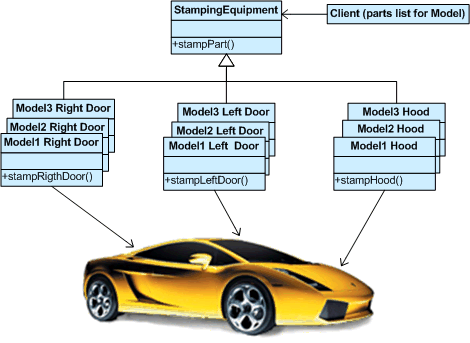 StampingEquipment
Client (parts list for Model)
+stampPart()
Model3 Right Door
Model2 Right Door
Model1 Right Door
+stampRigthDoor()
Model3 Left Door
Model2 Left Door
Model1 Left Door
+stampLeftDoor()
Model3 Hood
Model2 Hood
Model1 Hood
+stampHood()